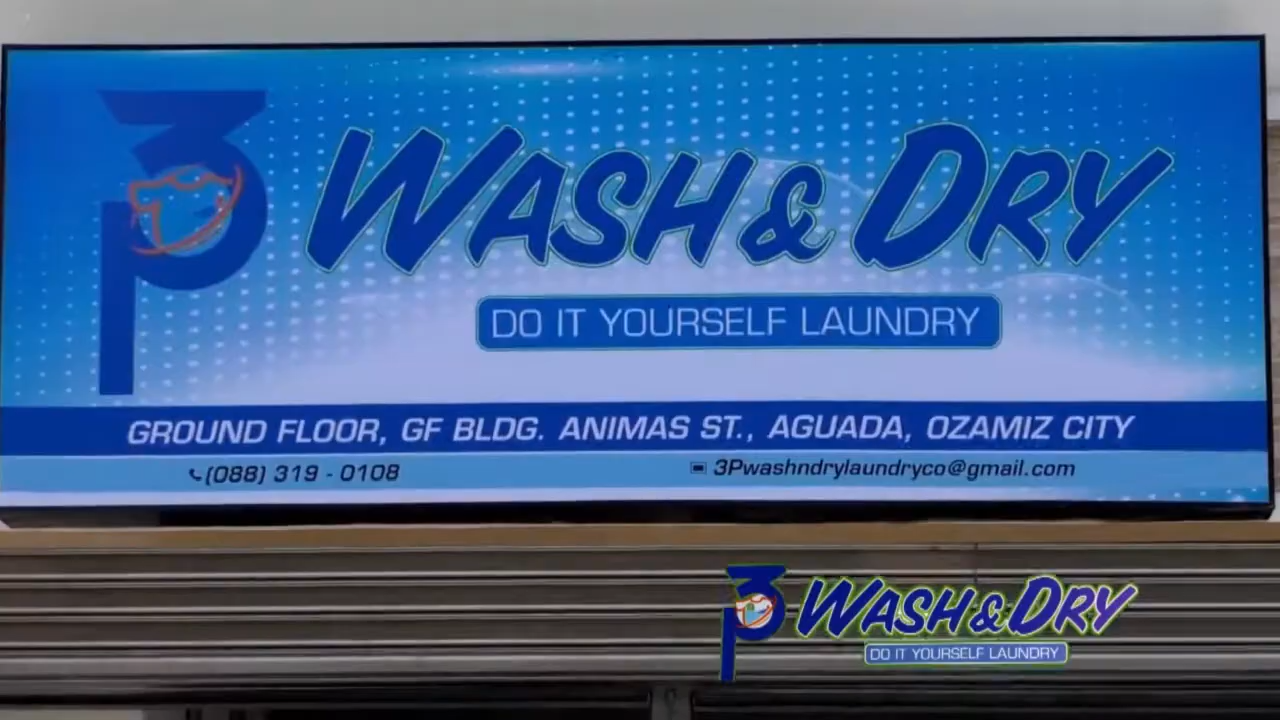 3P WASH & DRY
DO IT YOURSELF LAUNDRY
GROUND FLOOR, GF BLDG. ANIMAS ST., AGUADA, OZAMIZ CITY
(088) 319 - 0108
3Pwashndrylaundryco@gmail.com
3P WASH & DRY
DO IT YOURSELF LAUNDRY